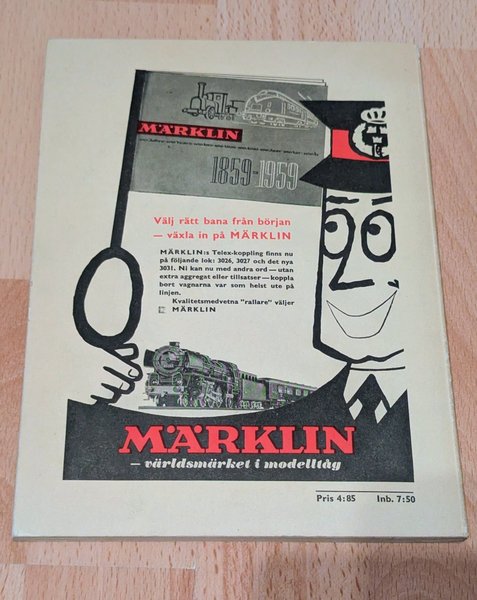 MÄRKLIN
1859-1959
Välj rätt bana från början
— växla in på MÄRKLIN
MÄRKLIN:s Telex-koppling finns nu
på följande lok: 3026, 3027 och det nya
3031. Ni kan nu med andra ord — utan
extra aggregat eller tillsatser — koppla
bort vagnarna var som helst ute på
linjen.
Kvalitetsmedvetna "rallare" väljer
MÄRKLIN
MÄRKLIN
— världsmärket i modelltåg
Pris 4:85 Inb. 7:50